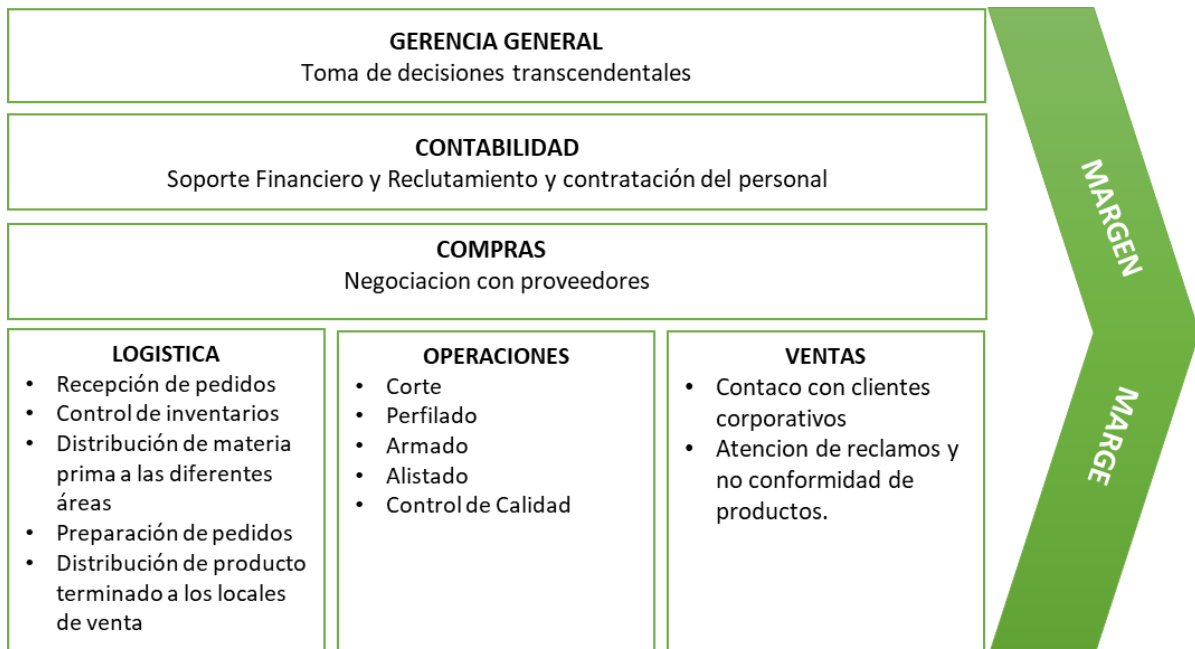 GERENCIA GENERAL
Toma de decisiones transcendentales
CONTABILIDAD
Soporte Financiero y Reclutamiento y contratación del personal
COMPRAS
Negociacion con proveedores
LOGISTICA
• Recepción de pedidos
• Control de inventarios
• Distribución de materia
prima a las diferentes
áreas
• Preparación de pedidos
• Distribución de producto
terminado a los locales
de venta
OPERACIONES
• Corte
• Perfilado
• Armado
• Alistado
• Control de Calidad
VENTAS
• Contaco con clientes
corporativos
• Atencion de reclamos y
no conformidad de
productos.
MARGEN
MARGE